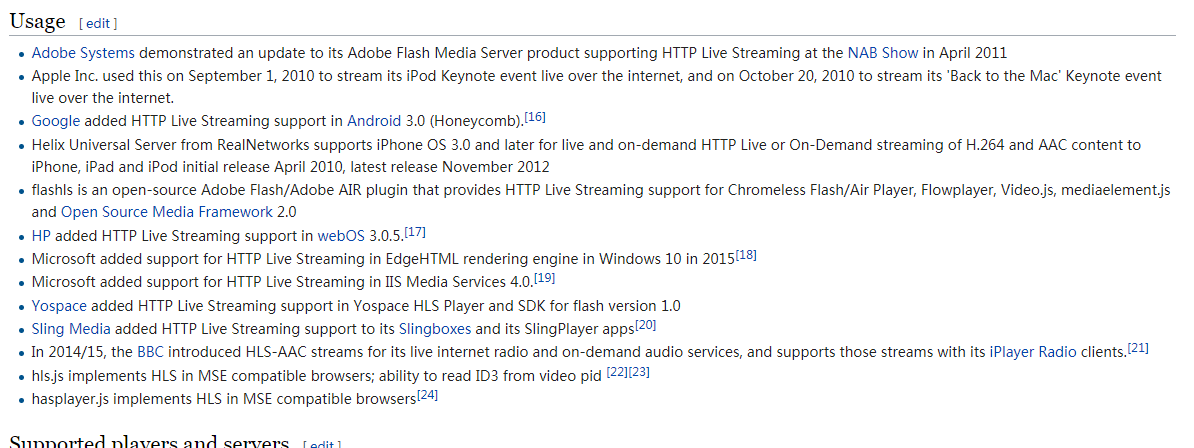 Usage [ edit ]
• Adobe Systems demonstrated an update to its Adobe Flash Media Server product supporting HTTP Live Streaming at the NAB Show in April 2011
• Apple Inc. used this on September 1, 2010 to stream its iPod Keynote event live over the internet, and on October 20, 2010 to stream its 'Back to the Mac' Keynote event
live over the internet.
• Google added HTTP Live Streaming support in Android 3.0 (Honeycomb).[16]
• Helix Universal Server from RealNetworks supports iPhone OS 3.0 and later for live and on-demand HTTP Live or On-Demand streaming of H.264 and AAC content to
iPhone, iPad and iPod initial release April 2010, latest release November 2012
• flashls is an open-source Adobe Flash/Adobe AIR plugin that provides HTTP Live Streaming support for Chromeless Flash/Air Player, Flowplayer, Video.js, mediaelement.js
and Open Source Media Framework 2.0
• HP added HTTP Live Streaming support in webOS 3.0.5.[17]
• Microsoft added support for HTTP Live Streaming in EdgeHTML rendering engine in Windows 10 in 2015[18]
• Microsoft added support for HTTP Live Streaming in IIS Media Services 4.0.[19]
• Yospace added HTTP Live Streaming support in Yospace HLS Player and SDK for flash version 1.0
• Sling Media added HTTP Live Streaming support to its Slingboxes and its SlingPlayer apps[20]
• In 2014/15, the BBC introduced HLS-AAC streams for its live internet radio and on-demand audio services, and supports those streams with its iPlayer Radio clients.[21]
• hls.js implements HLS in MSE compatible browsers; ability to read ID3 from video pid [22][23]
• hasplayer.js implements HLS in MSE compatible browsers[24]
Supported players and servers [ edit ]